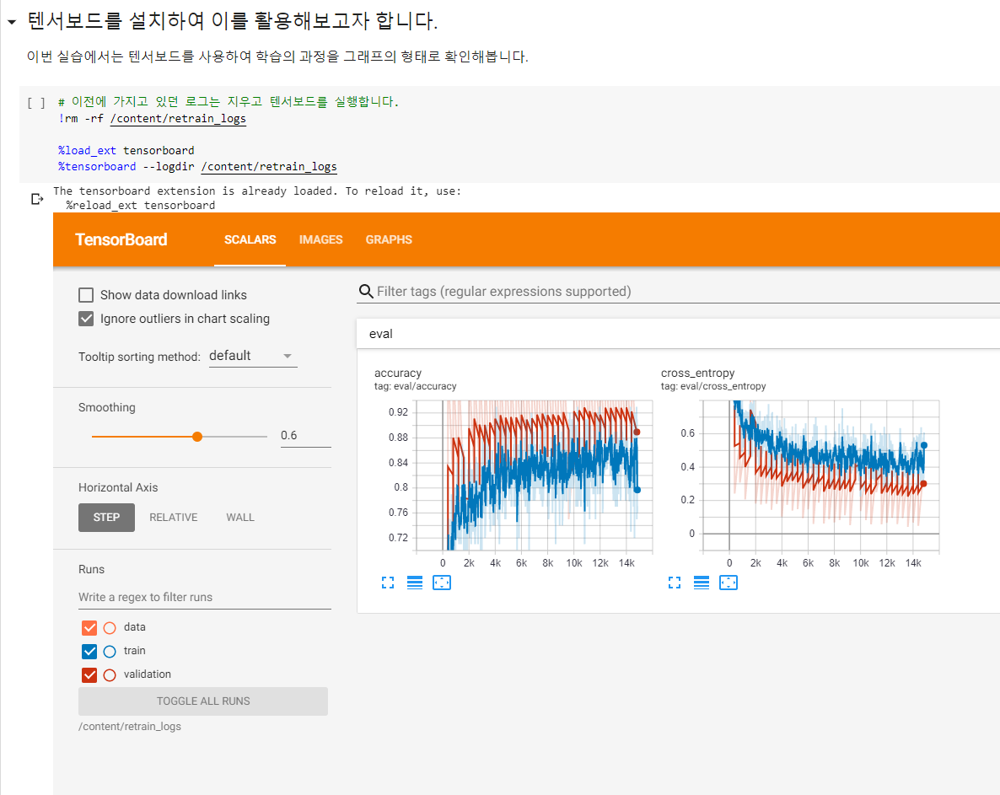 텐서보드를 설치하여 이를 활용해보고자 합니다.
이번 실습에서는 텐서보드를 사용하여 학습의 과정을 그래프의 형태로 확인해봅니다.
[ ] # 이전에 가지고 있던 로그는 지우고 텐서보드를 실행합니다.
!rm -rf /content/retrain_logs
%load_ext tensorboard
%tensorboard --logdir /content/retrain_logs
The tensorboard extension is already loaded. To reload it, use:
%reload_ext tensorboard
TensorBoard SCALARS IMAGES GRAPHS
Show data download links
Ignore outliers in chart scaling
Tooltip sorting method: default
Smoothing
0.6
Horizontal Axis
STEP RELATIVE WALL
Runs
Write a regex to filter runs
data
train
validation
TOGGLE ALL RUNS
/content/retrain_logs
Filter tags (regular expressions supported)
eval
accuracy
tag: eval/accuracy
0.92
0.88
0.84
0.8
0.76
0.72
0 2k 4k 6k 8k 10k 12k 14k
cross_entropy
tag: eval/cross_entropy
0.6
0.4
0.2
0
0 2k 4k 6k 8k 10k 12k 14k